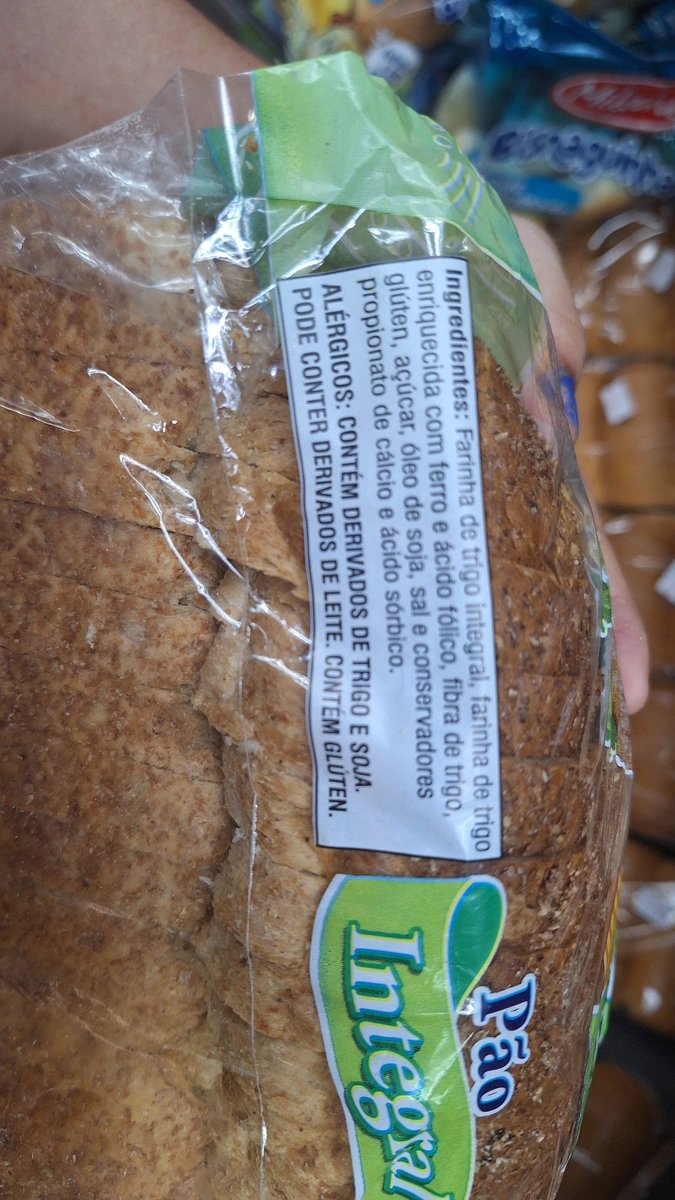 Ingredientes: Farinha de trigo integral, farinha de trigo
enriquecida com ferro e ácido fólico, fibra de trigo,
glúten, açúcar, óleo de soja, sal e conservadores
propionato de cálcio e ácido sórbico.
ALÉRGICOS: CONTÉM DERIVADOS DE TRIGO E SOJA.
PODE CONTER DERIVADOS DE LEITE. CONTÉM GLÚTEN.
Pão
Integral